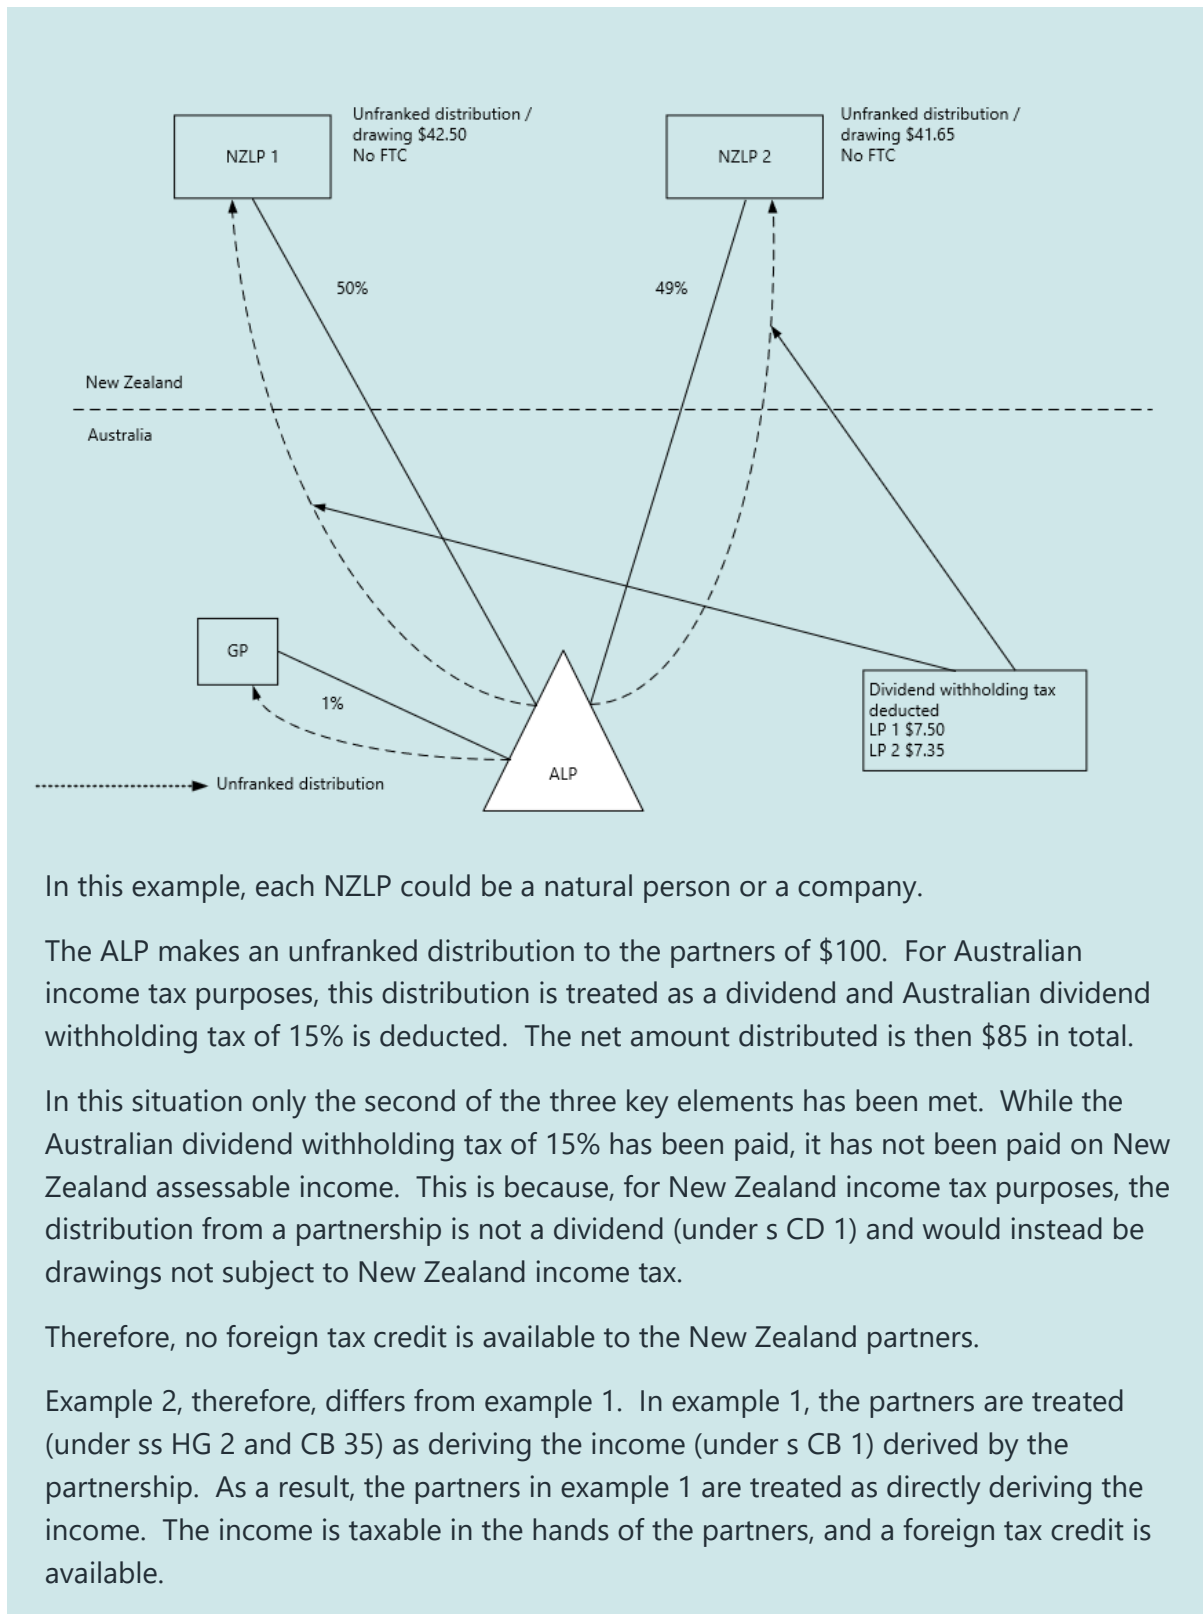 Unfranked distribution /
drawing $42.50
No FTC
NZLP 1
Unfranked distribution /
drawing $41.65
No FTC
NZLP 2
50%
49%
New Zealand
Australia
GP
1%
Dividend withholding tax
deducted
LP 1 $7.50
LP 2 $7.35
ALP
Unfranked distribution
In this example, each NZLP could be a natural person or a company.
The ALP makes an unfranked distribution to the partners of $100.  For Australian
income tax purposes, this distribution is treated as a dividend and Australian dividend
withholding tax of 15% is deducted.  The net amount distributed is then $85 in total.
In this situation only the second of the three key elements has been met.  While the
Australian dividend withholding tax of 15% has been paid, it has not been paid on New
Zealand assessable income.  This is because, for New Zealand income tax purposes, the
distribution from a partnership is not a dividend (under s CD 1) and would instead be
drawings not subject to New Zealand income tax.
Therefore, no foreign tax credit is available to the New Zealand partners.
Example 2, therefore, differs from example 1.  In example 1, the partners are treated
(under ss HG 2 and CB 35) as deriving the income (under s CB 1) derived by the
partnership.  As a result, the partners in example 1 are treated as directly deriving the
income.  The income is taxable in the hands of the partners, and a foreign tax credit is
available.